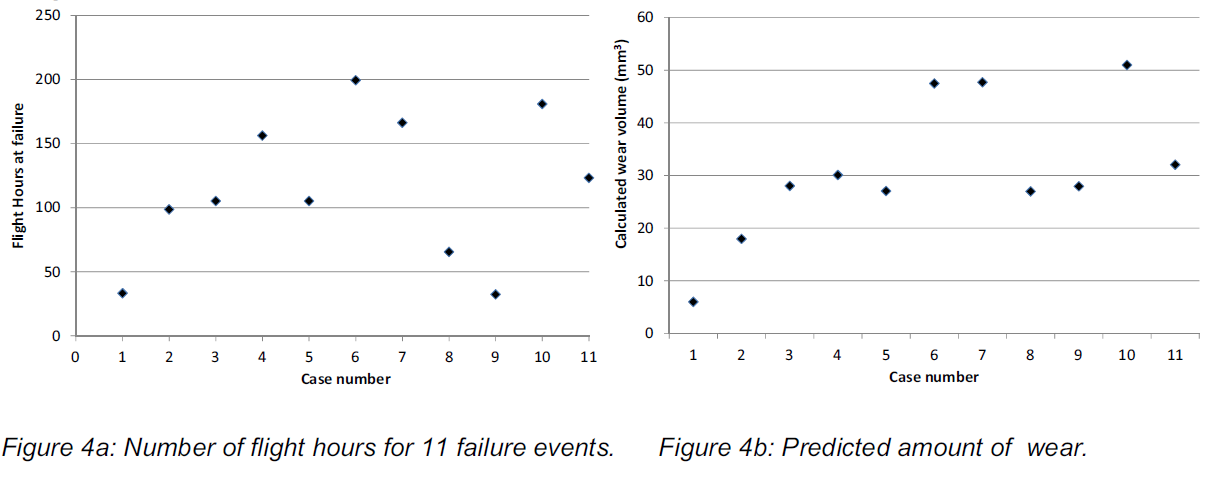 250
200
150
100
50
0
0 1 2 3 4 5 6 7 8 9 10 11
Flight Hours at failure
Case number
60
50
40
30
20
10
0
1 2 3 4 5 6 7 8 9 10 11
Calculated wear volume (mm³)
Case number
Figure 4a: Number of flight hours for 11 failure events.
Figure 4b: Predicted amount of wear.